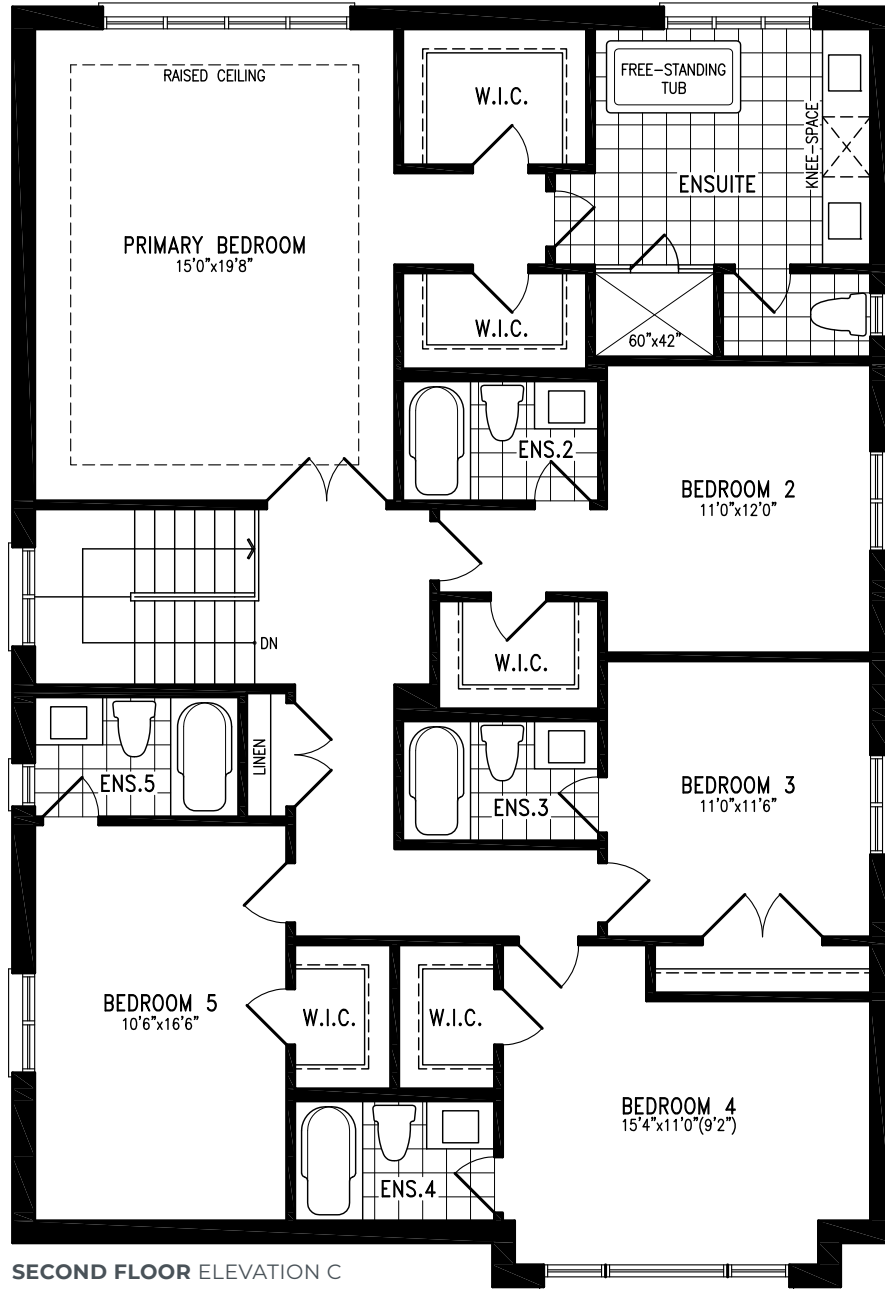 RAISED CEILING
W.I.C.
FREE-STANDING
TUB
KNEE-SPACE
ENSUITE
PRIMARY BEDROOM
15'0"x19'8"
W.I.C.
60"x42"
ENS.2
BEDROOM 2
11'0"x12'0"
DN
W.I.C.
LINEN
ENS.5
ENS.3
BEDROOM 3
11'0"x11'6"
BEDROOM 5
10'6"x16'6"
W.I.C.
W.I.C.
BEDROOM 4
15'4"x11'0"(9'2")
ENS.4
SECOND FLOOR ELEVATION C